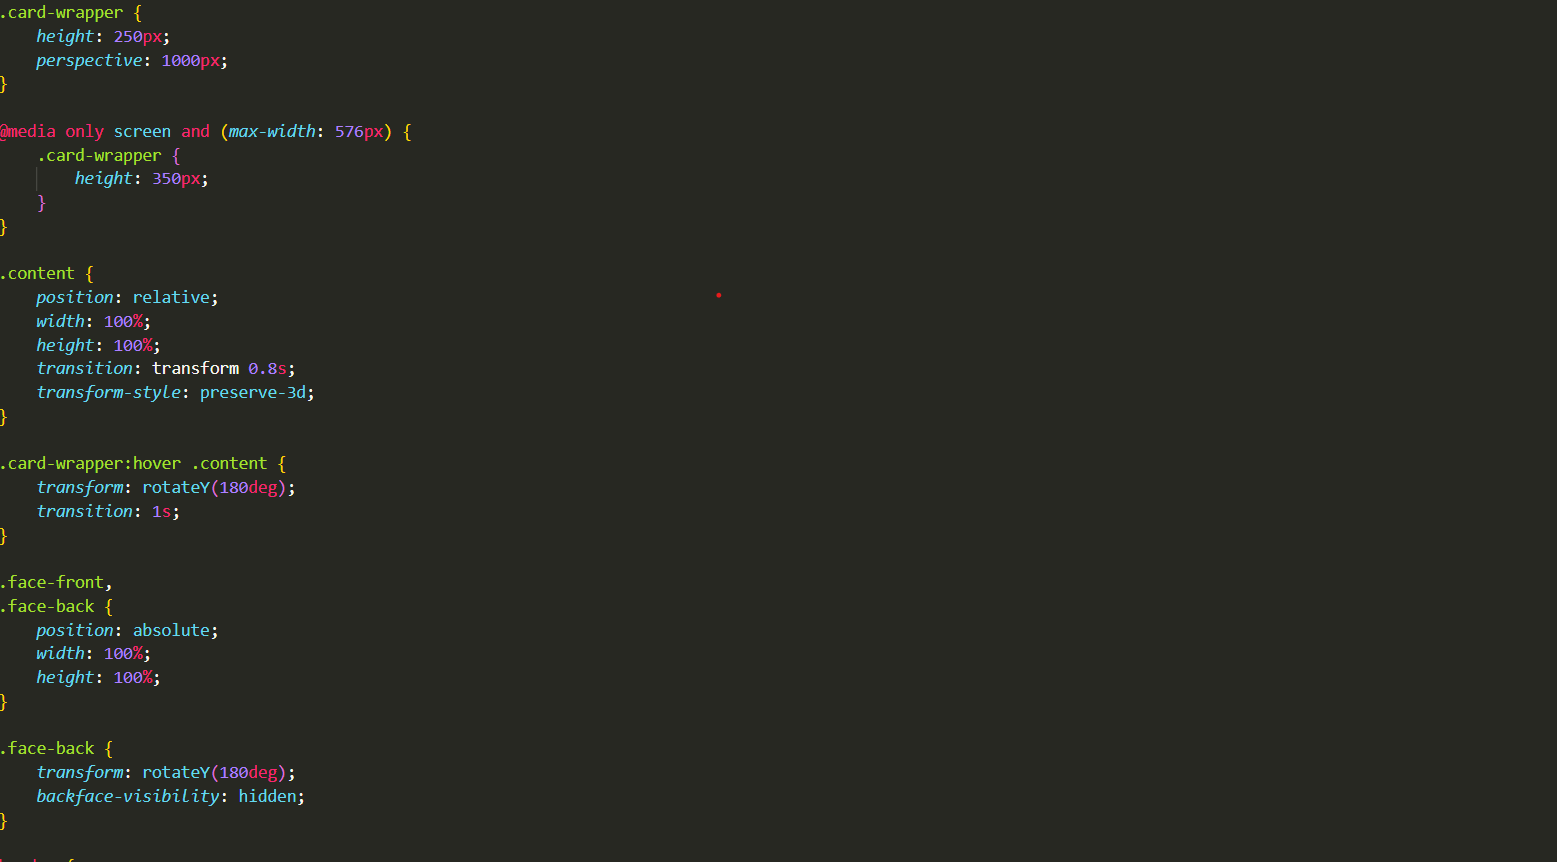 .card-wrapper {
    height: 250px;
    perspective: 1000px;
}
@media only screen and (max-width: 576px) {
    .card-wrapper {
        height: 350px;
    }
}
.content {
    position: relative;
    width: 100%;
    height: 100%;
    transition: transform 0.8s;
    transform-style: preserve-3d;
}
.card-wrapper:hover .content {
    transform: rotateY(180deg);
    transition: 1s;
}
.face-front,
.face-back {
    position: absolute;
    width: 100%;
    height: 100%;
}
.face-back {
    transform: rotateY(180deg);
    backface-visibility: hidden;
}